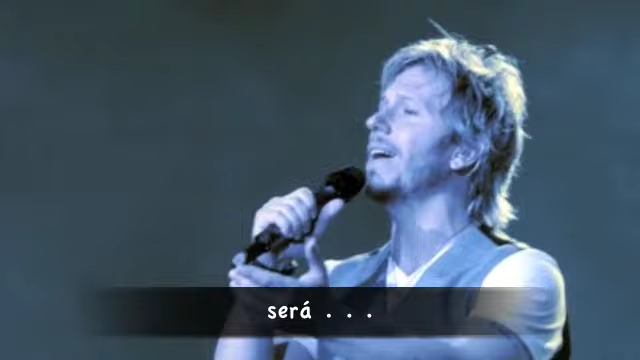 será . . .